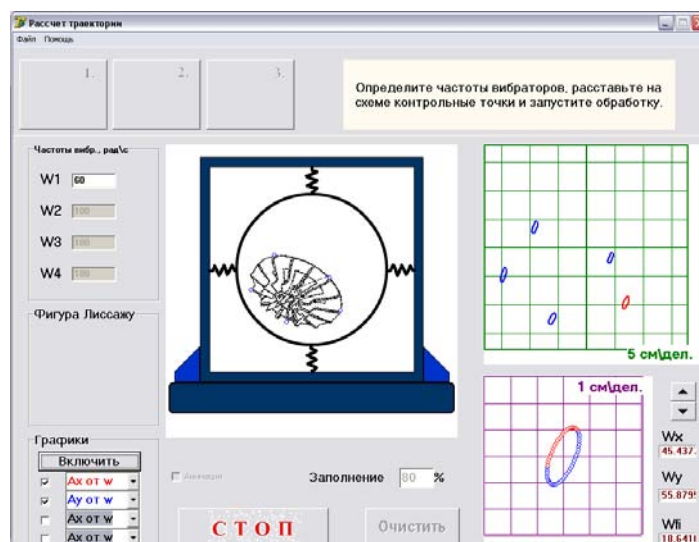 Рассчет траектории
Файл Помощь
1. 2. 3.
Определите частоты вибраторов, расставьте на
схеме контрольные точки и запустите обработку.
Частоты вибр., рад\с
W1 60
W2 100
W3 100
W4 100
Фигура Лиссажу
5 см\дел.
1 см\дел.
Графики
Включить
Ax от w
Ay от w
Ax от w
Ax от w
Анимация
Заполнение 80 %
СТОП
Очистить
Wx
45.437.
Wy
55.879
Wfi
18.641